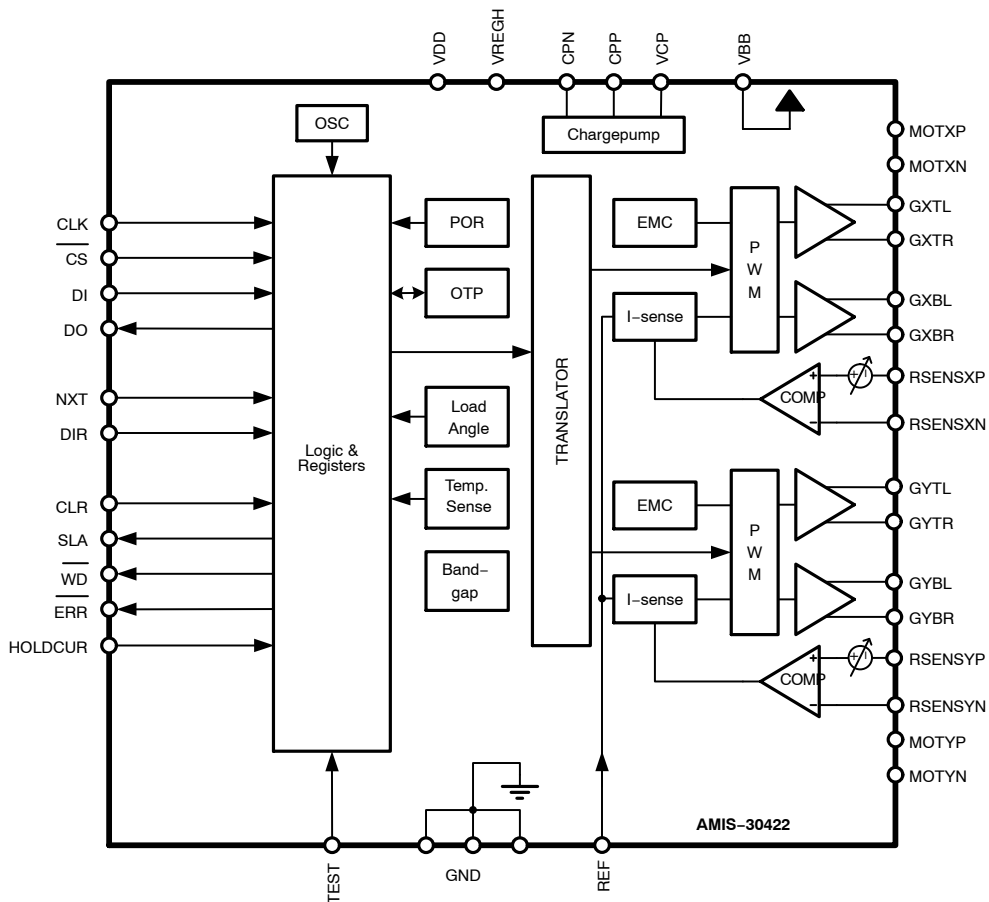 VDD
VREGH
CPN
CPP
VCP
VBB
OSC
Chargepump
MOTXP
MOTXN
CLK
CS
DI
DO
NXT
DIR
CLR
SLA
WD
ERR
HOLDCUR
Logic &
Registers
POR
OTP
Load
Angle
Temp.
Sense
Band−
gap
TRANSLATOR
EMC
I−sense
P
W
M
+
−
COMP
+
−
GXTL
GXTR
GXBL
GXBR
RSENSXP
RSENSXN
EMC
I−sense
P
W
M
+
−
COMP
+
−
GYTL
GYTR
GYBL
GYBR
RSENSYP
RSENSYN
MOTYP
MOTYN
AMIS−30422
TEST
GND
REF